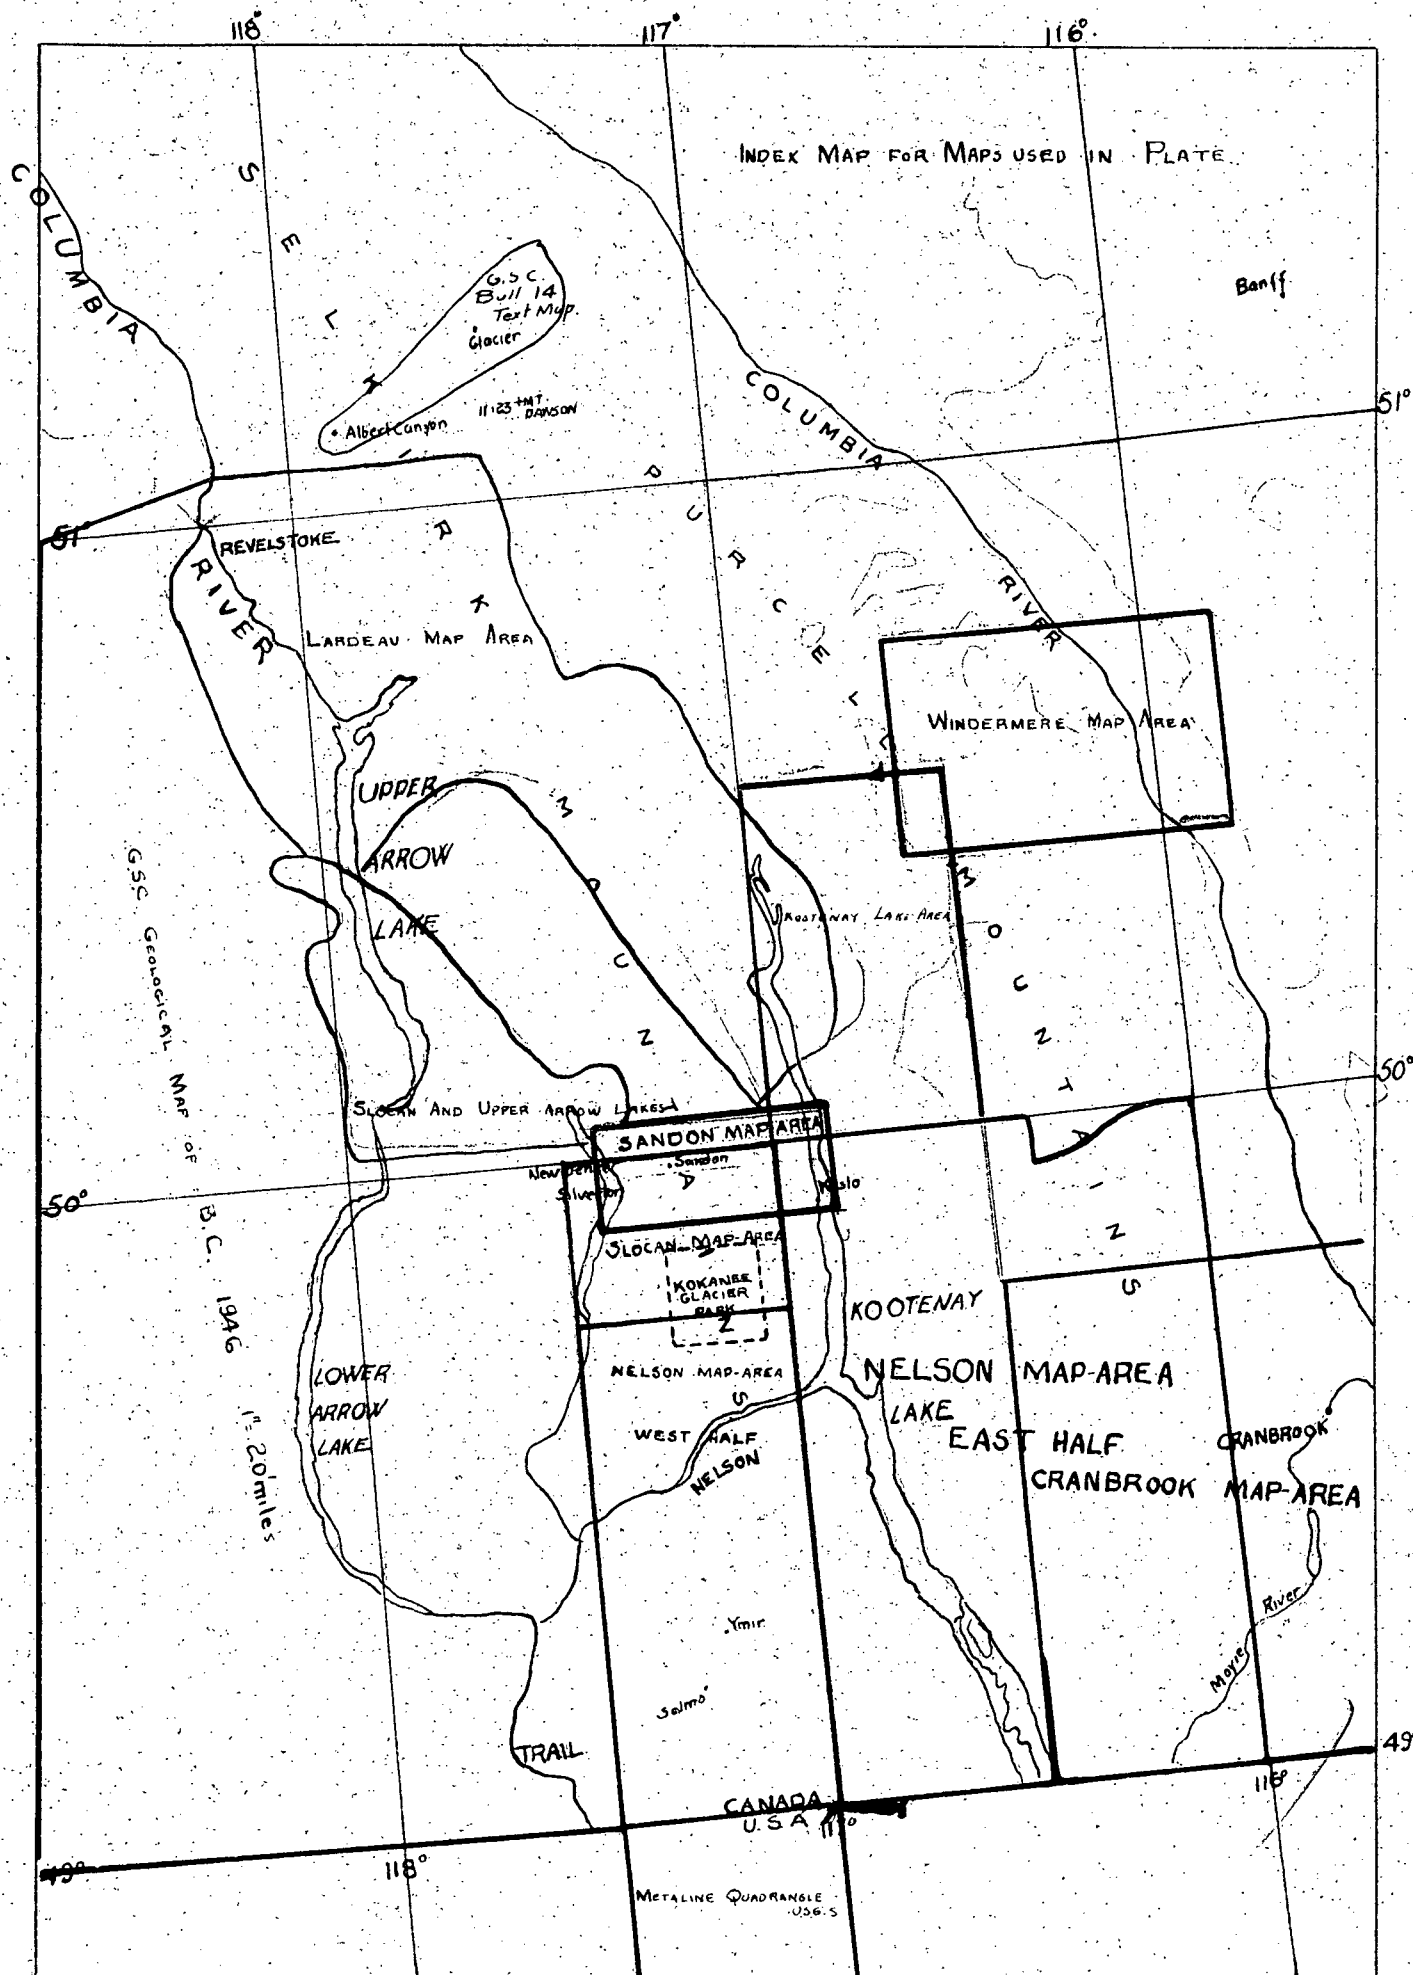 118°
117°
116°
INDEX MAP FOR MAPS USED IN PLATE
COLUMBIA
SELKIRK
G.S.C.
Bull 14
Text Map.
Glacier
Banff
Albert Canyon
MT.
DAWSON
51°
COLUMBIA
PURCELL
51°
REVELSTOKE
RIVER
RIVER
LARDEAU MAP AREA
WINDERMERE MAP AREA
UPPER
ARROW
LAKE
KOOTENAY LAKE AREA
G.S.C. GEOLOGICAL MAP OF B.C. 1946 1"= 20 miles
50°
SLOCAN AND UPPER ARROW LAKES
SANDON MAP AREA
Sandon
New Denver
Silverton
Kaslo
50°
SLOCAN MAP-AREA
KOKANEE
GLACIER
PARK
KOOTENAY
LAKE
LOWER
ARROW
LAKE
NELSON MAP-AREA
WEST HALF
NELSON
NELSON MAP-AREA
EAST HALF
CRANBROOK
CRANBROOK MAP-AREA
Ymir
Salmo
Moyie River
TRAIL
49°
CANADA
U.S.A
117°
116°
49°
118°
METALINE QUADRANGLE
U.S.G.S